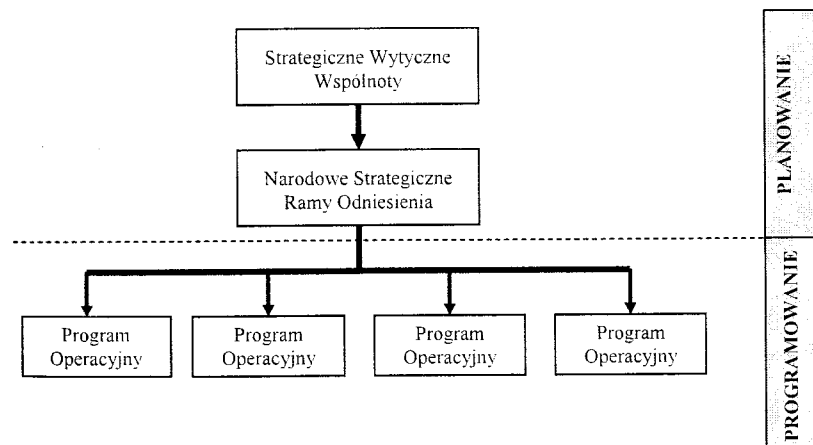 Strategiczne Wytyczne
Wspólnoty
Narodowe Strategiczne
Ramy Odniesienia
PLANOWANIE
Program
Operacyjny
Program
Operacyjny
Program
Operacyjny
Program
Operacyjny
PROGRAMOWANIE